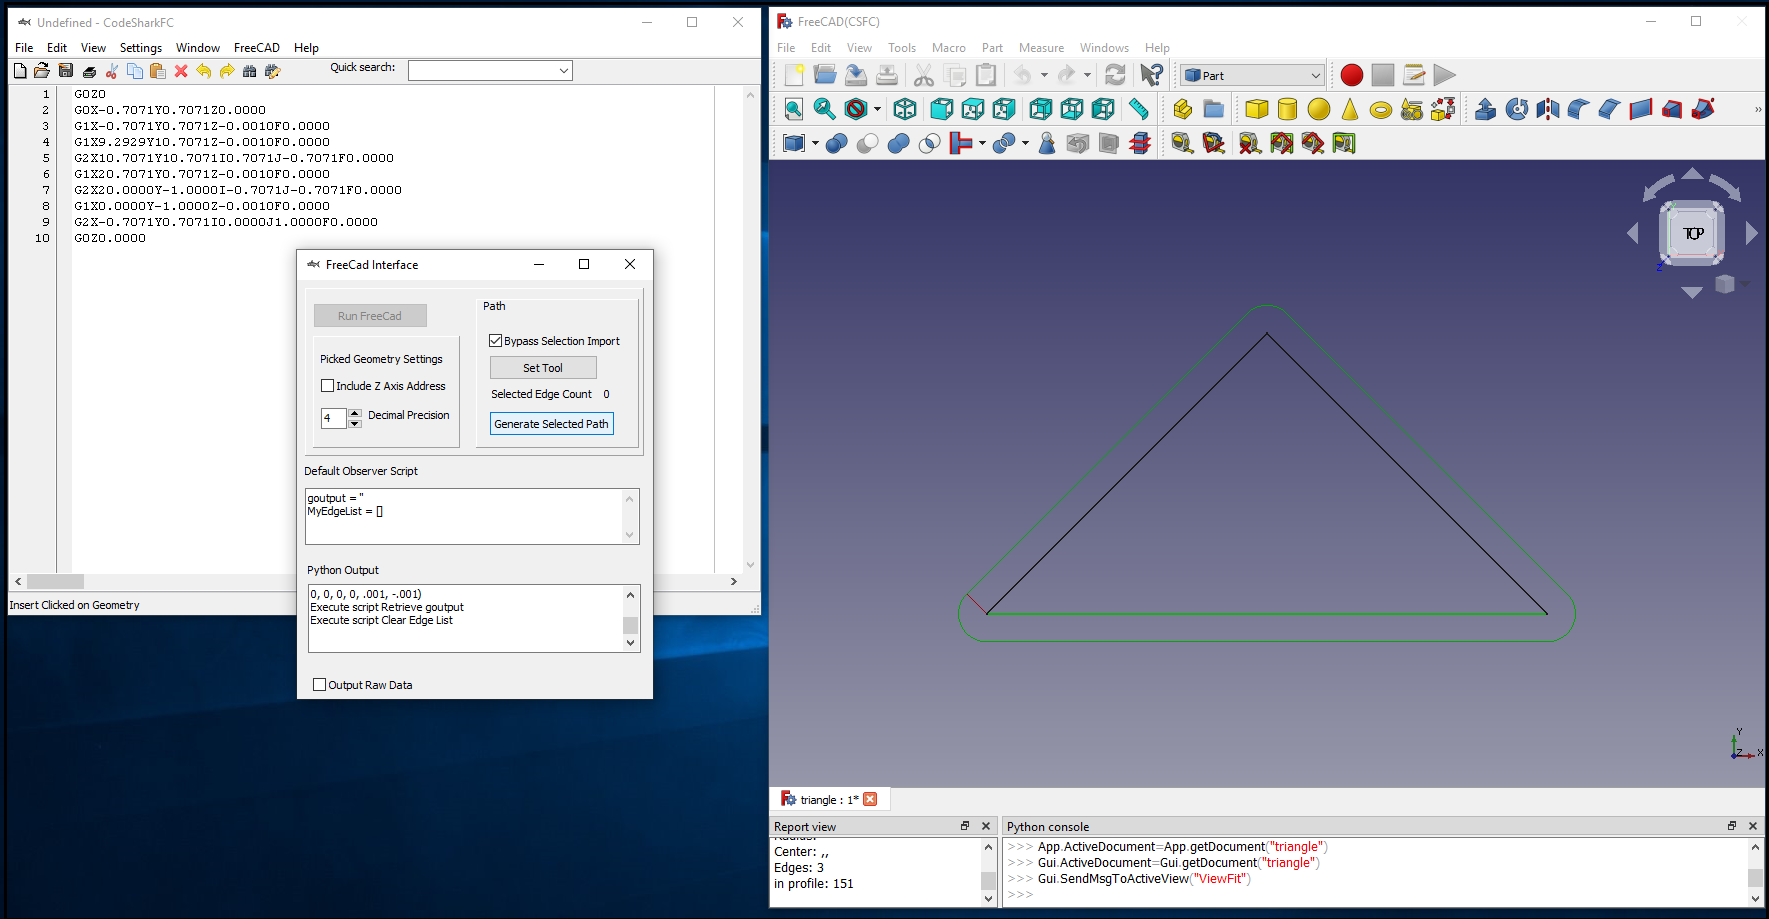 Undefined - CodeSharkFC
File Edit View Settings Window FreeCAD Help
Quick search:
1 G0Z0
2 G0X-0.7071Y0.7071Z0.0000
3 G1X-0.7071Y0.7071Z-0.0010F0.0000
4 G1X9.2929Y10.7071Z-0.0010F0.0000
5 G2X10.7071Y10.7071I0.7071J-0.7071F0.0000
6 G1X20.7071Y0.7071Z-0.0010F0.0000
7 G2X20.0000Y-1.0000I-0.7071J-0.7071F0.0000
8 G1X0.0000Y-1.0000Z-0.0010F0.0000
9 G2X-0.7071Y0.7071I0.0000J1.0000F0.0000
10 G0Z0.0000
Insert Clicked on Geometry
FreeCad Interface
Run FreeCad
Picked Geometry Settings
Include Z Axis Address
4 Decimal Precision
Path
Bypass Selection Import
Set Tool
Selected Edge Count 0
Generate Selected Path
Default Observer Script
goutput = ''
MyEdgeList = []
Python Output
0, 0, 0, 0, .001, -.001)
Execute script Retrieve goutput
Execute script Clear Edge List
Output Raw Data
FreeCAD(CSFC)
File Edit View Tools Macro Part Measure Windows Help
Part
TOP
Z
Y
Z X
triangle : 1*
Report view
Radius:
Center: ,,
Edges: 3
in profile: 151
Python console
>>> App.ActiveDocument=App.getDocument("triangle")
>>> Gui.ActiveDocument=Gui.getDocument("triangle")
>>> Gui.SendMsgToActiveView("ViewFit")
>>>